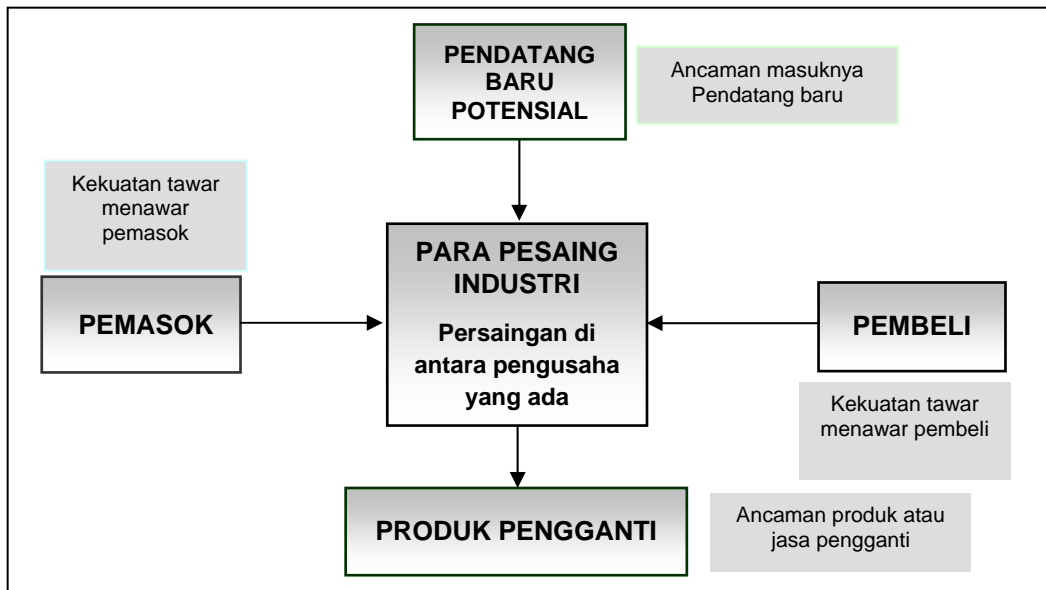 PENDATANG
BARU
POTENSIAL
Ancaman masuknya
Pendatang baru
Kekuatan tawar
menawar
pemasok
PEMASOK
PARA PESAING
INDUSTRI
Persaingan di
antara pengusaha
yang ada
PEMBELI
Kekuatan tawar
menawar pembeli
PRODUK PENGGANTI
Ancaman produk atau
jasa pengganti